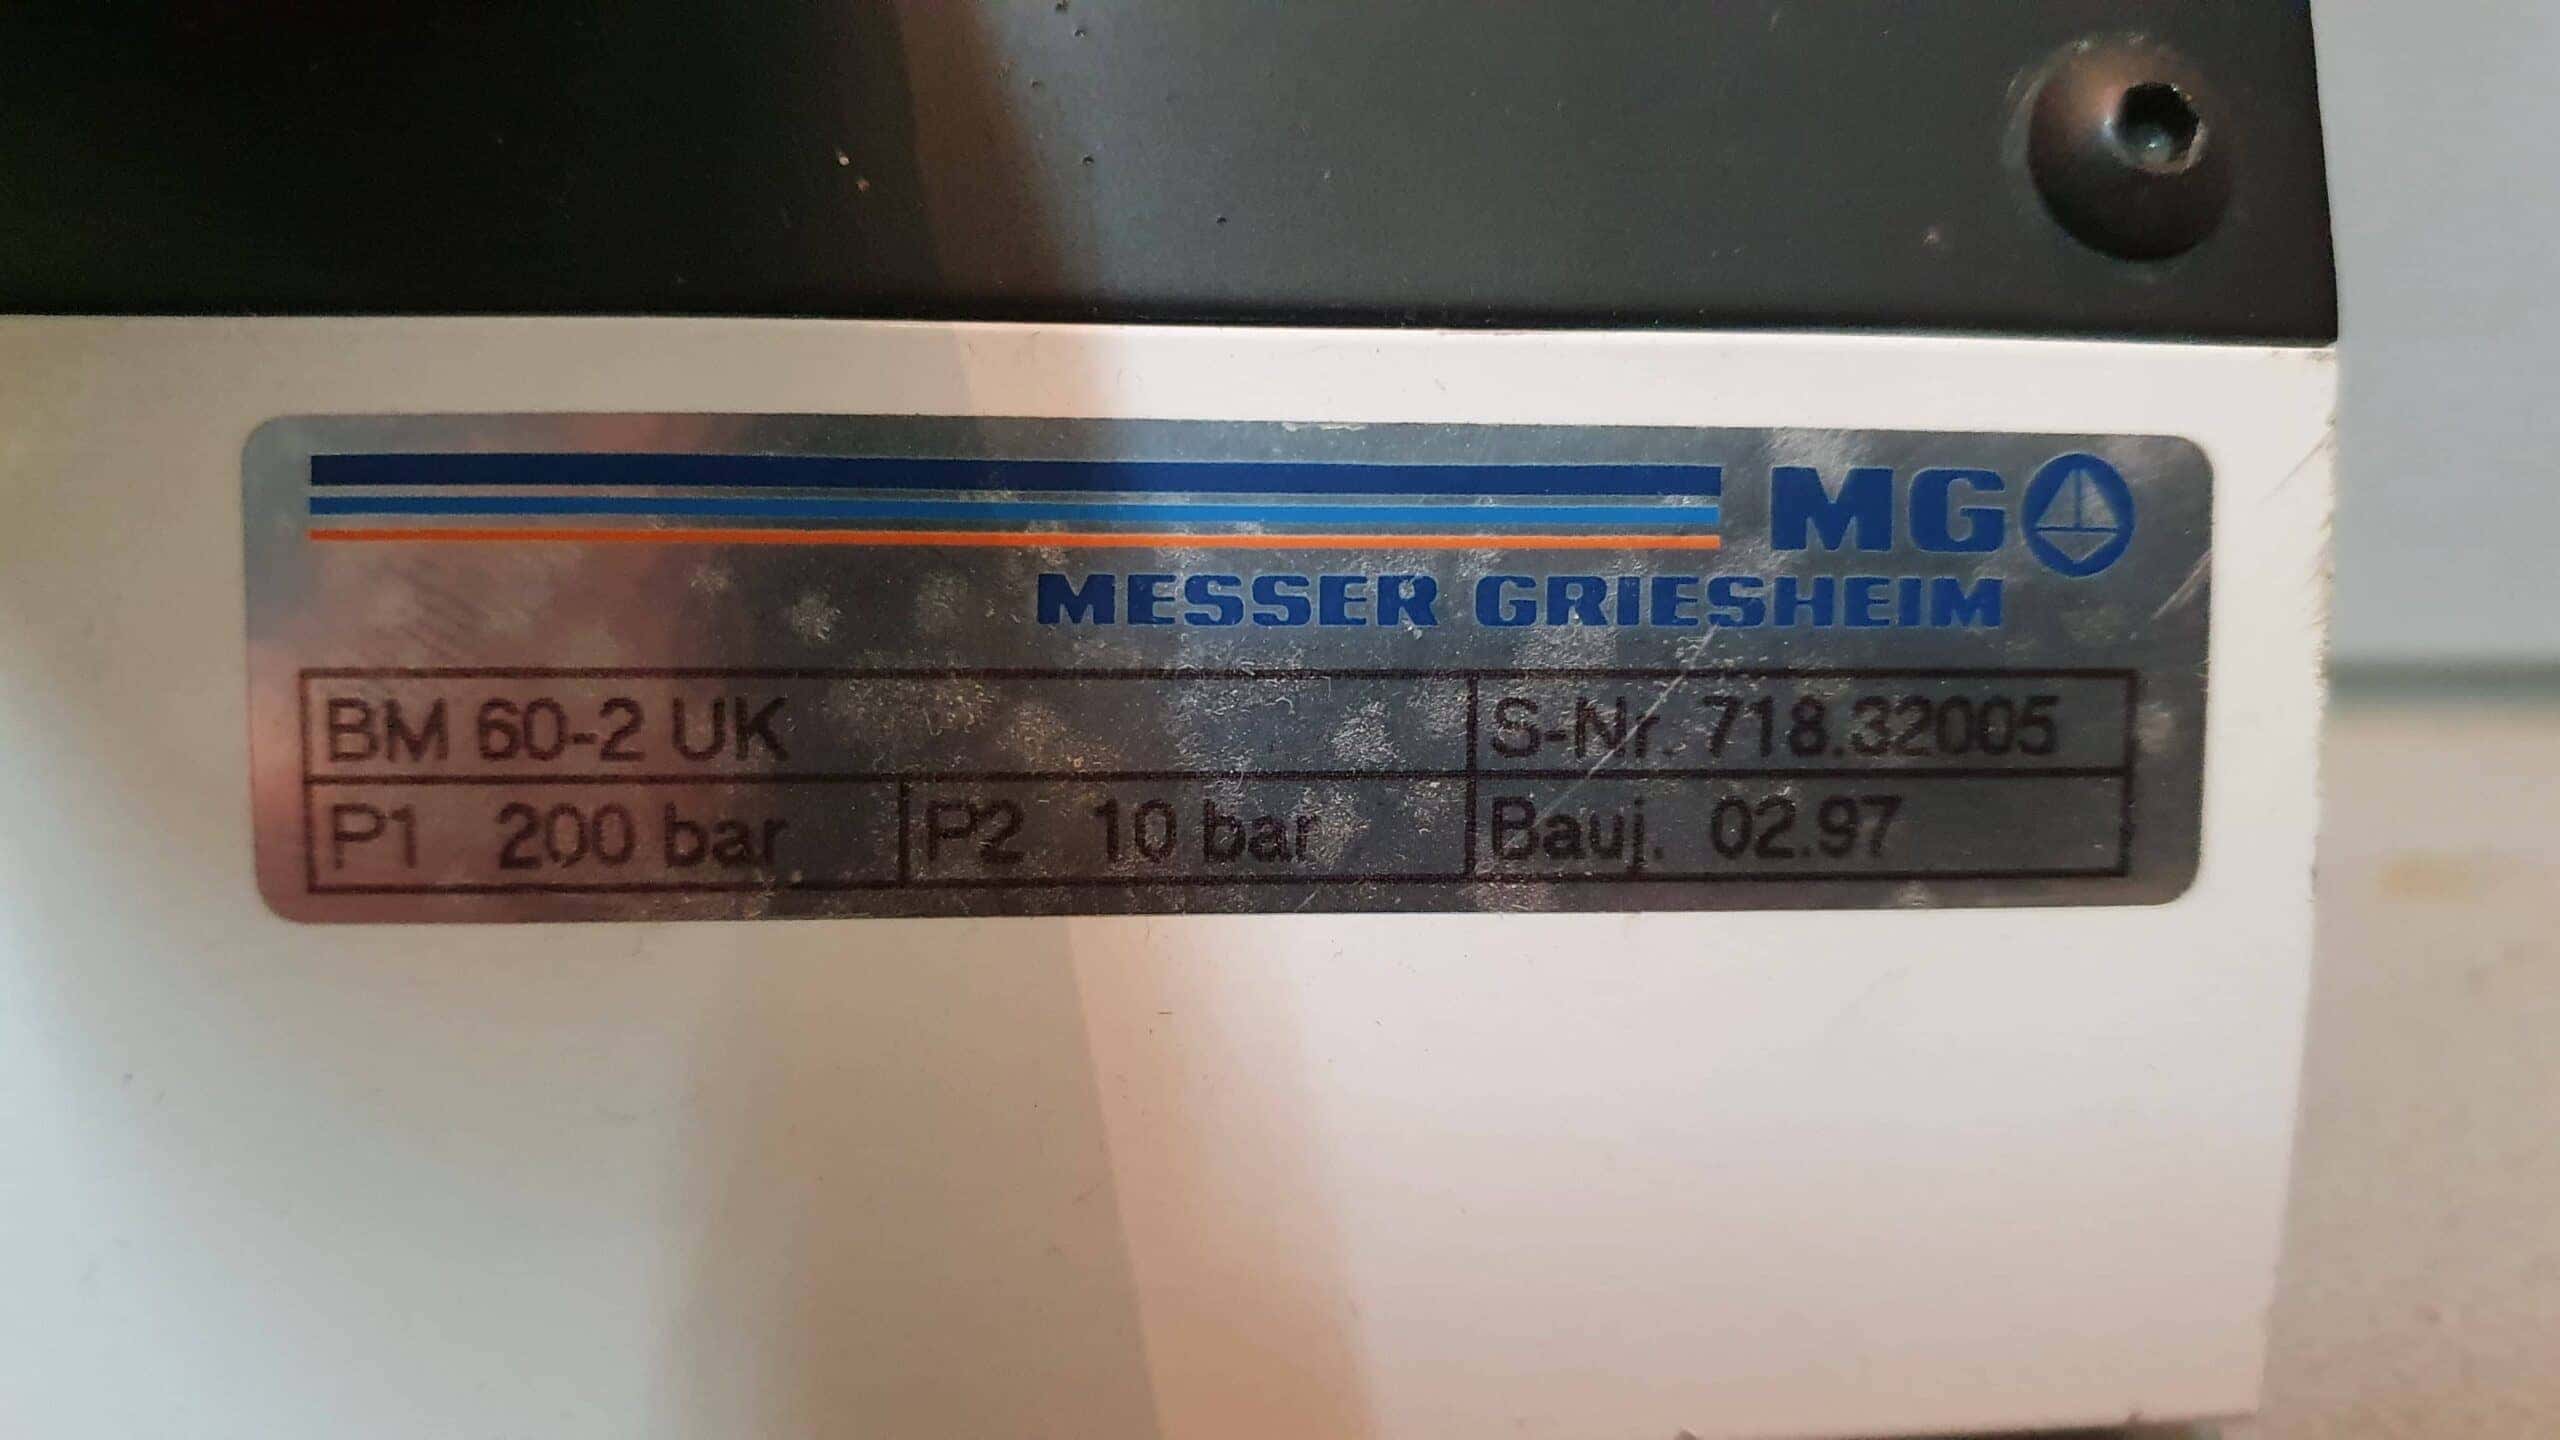 MG
MESSER GRIESHEIM
BM 60-2 UK S-Nr. 718.32005
P1 200 bar P2 10 bar Bauj. 02.97